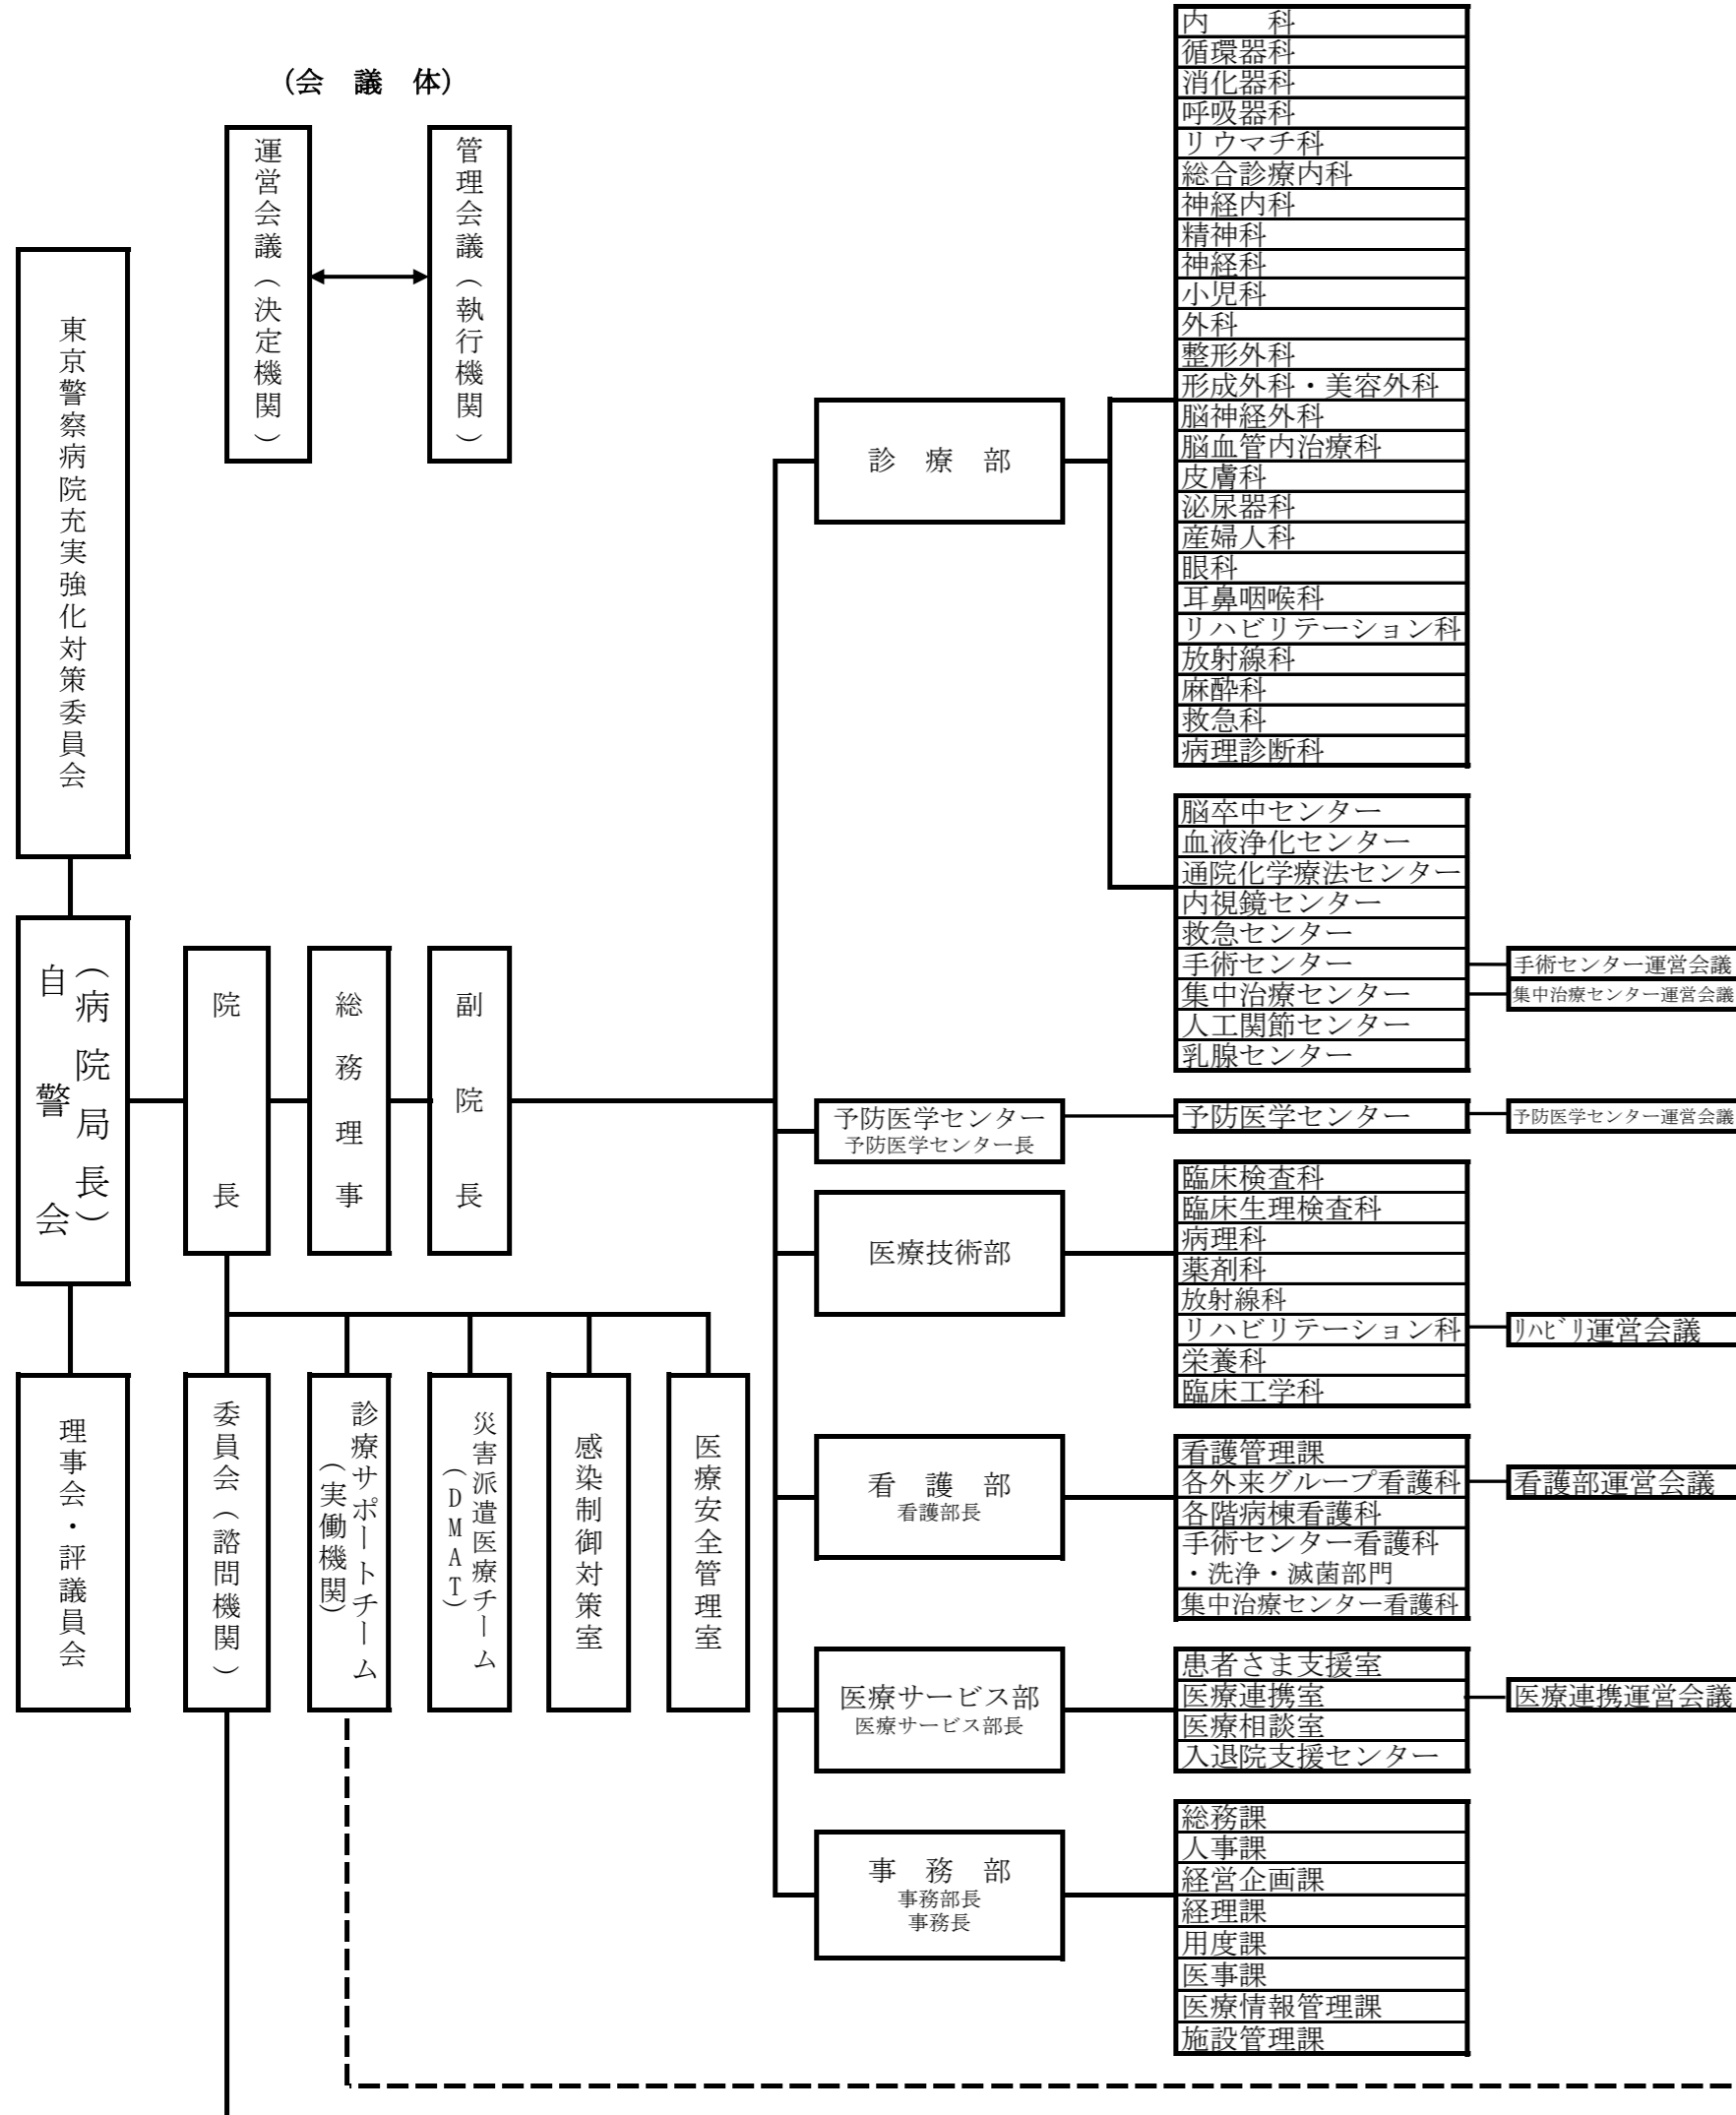 （会　議　体）
運営会議（決定機関）
管理会議（執行機関）
東京警察病院充実強化対策委員会
自警会
（病院局長）
理事会・評議員会
院長
総務理事
副院長
委員会（諮問機関）
診療サポートチーム
（実働機関）
災害派遣医療チーム
（DMAT）
感染制御対策室
医療安全管理室
診　療　部
内　　科
循環器科
消化器科
呼吸器科
リウマチ科
総合診療内科
神経内科
精神科
神経科
小児科
外科
整形外科
形成外科・美容外科
脳神経外科
脳血管内治療科
皮膚科
泌尿器科
産婦人科
眼科
耳鼻咽喉科
リハビリテーション科
放射線科
麻酔科
救急科
病理診断科
脳卒中センター
血液浄化センター
通院化学療法センター
内視鏡センター
救急センター
手術センター
集中治療センター
人工関節センター
乳腺センター
手術センター運営会議
集中治療センター運営会議
予防医学センター
予防医学センター長
予防医学センター
予防医学センター運営会議
医療技術部
臨床検査科
臨床生理検査科
病理科
薬剤科
放射線科
リハビリテーション科
栄養科
臨床工学科
ﾘﾊﾋﾞﾘ運営会議
看　護　部
看護部長
看護管理課
各外来グループ看護科
各階病棟看護科
手術センター看護科
・洗浄・滅菌部門
集中治療センター看護科
看護部運営会議
医療サービス部
医療サービス部長
患者さま支援室
医療連携室
医療相談室
入退院支援センター
医療連携運営会議
事　務　部
事務部長
事務長
総務課
人事課
経営企画課
経理課
用度課
医事課
医療情報管理課
施設管理課